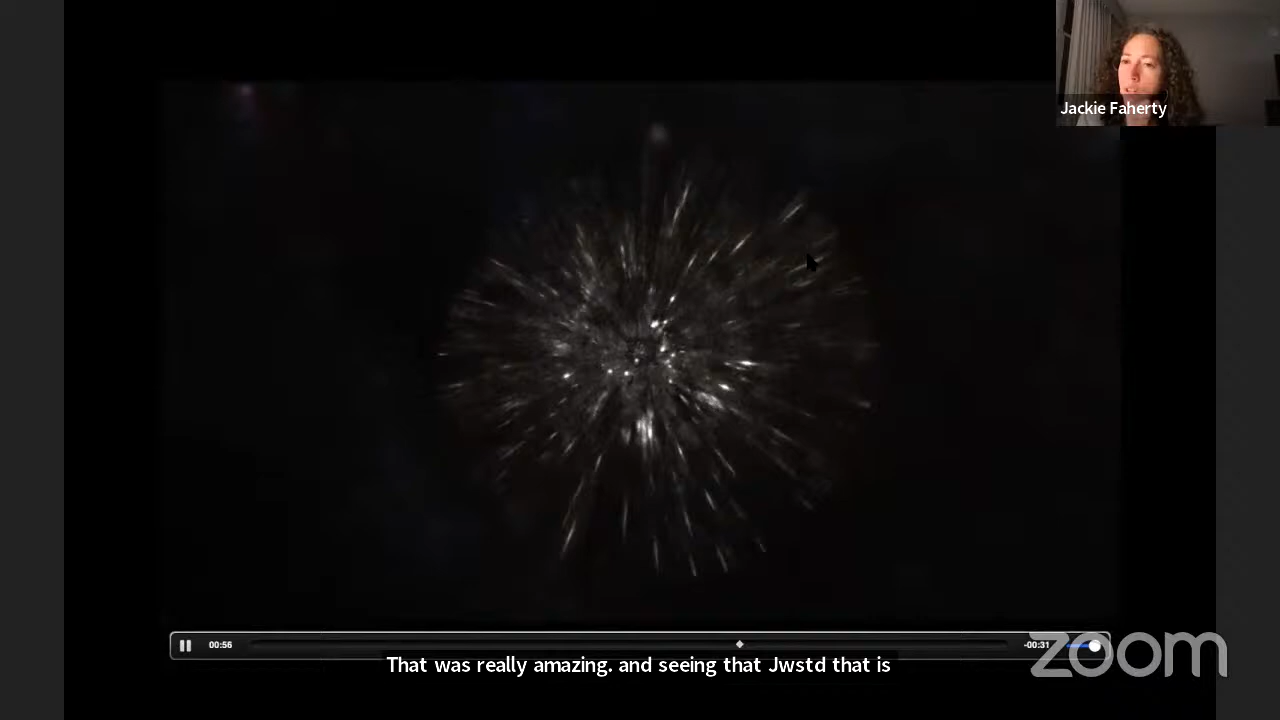 Jackie Faherty
00:56
-00:31
zoom
That was really amazing. and seeing that Jwstd that is